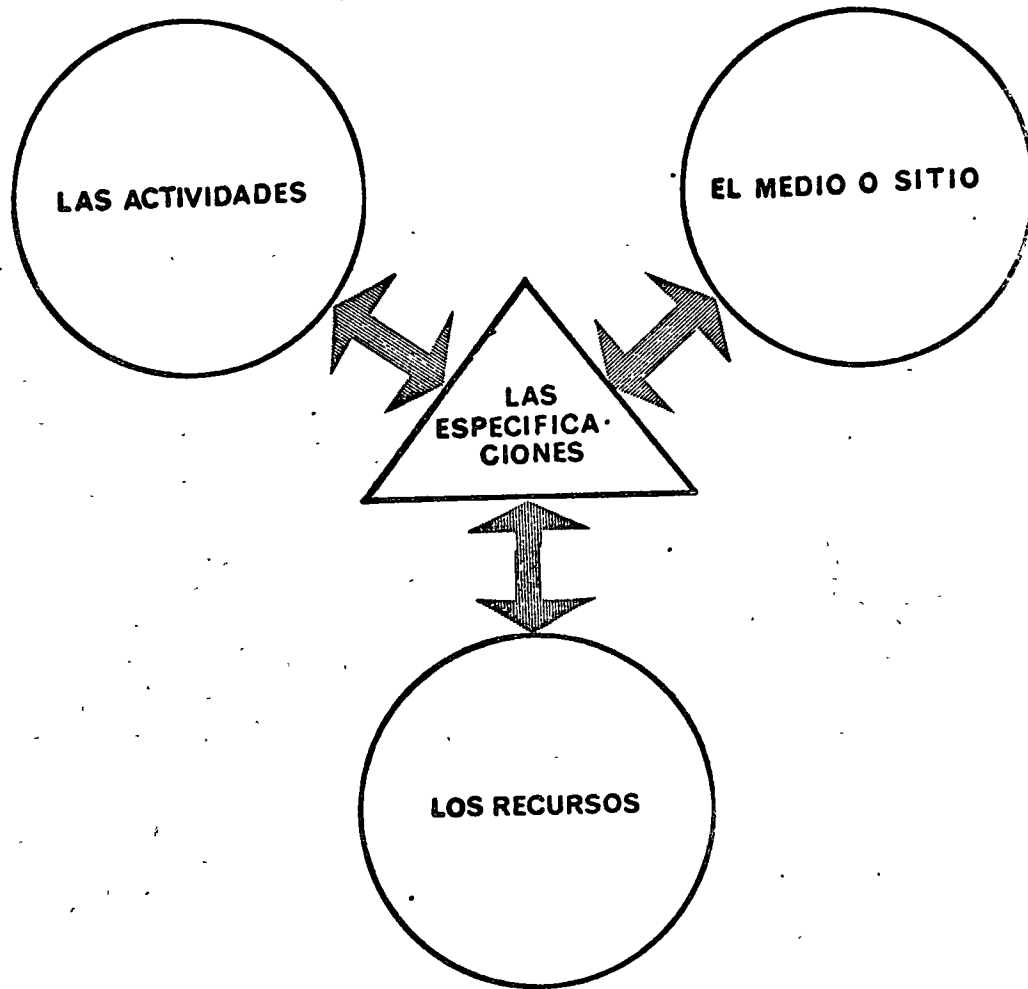 LAS ACTIVIDADES
EL MEDIO O SITIO
LAS
ESPECIFICA-
CIONES
LOS RECURSOS